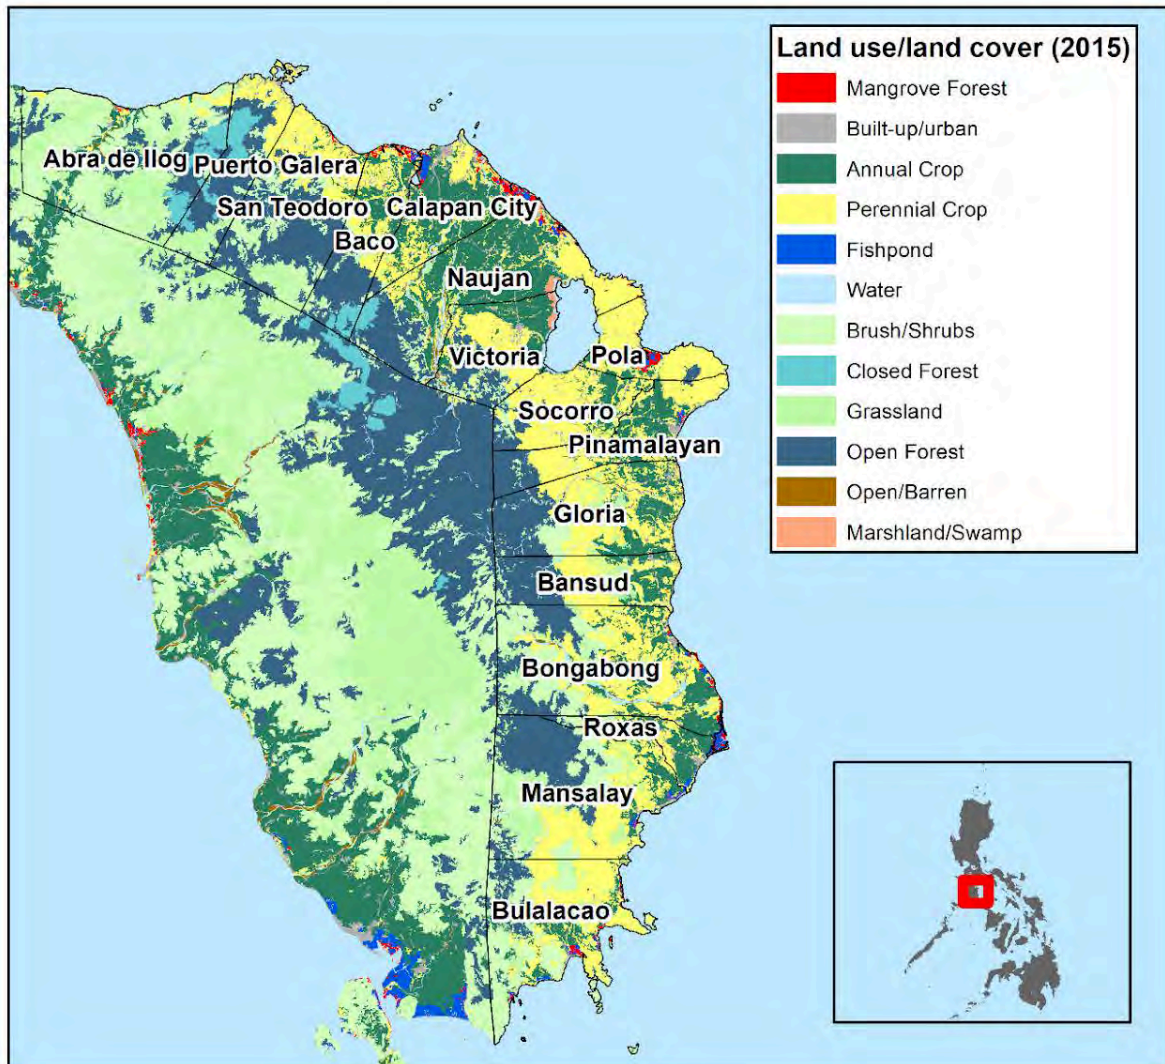 Land use/land cover (2015)
Mangrove Forest
Built-up/urban
Annual Crop
Perennial Crop
Fishpond
Water
Brush/Shrubs
Closed Forest
Grassland
Open Forest
Open/Barren
Marshland/Swamp
Abra de Ilog
Puerto Galera
San Teodoro
Calapan City
Baco
Naujan
Victoria
Pola
Socorro
Pinamalayan
Gloria
Bansud
Bongabong
Roxas
Mansalay
Bulalacao